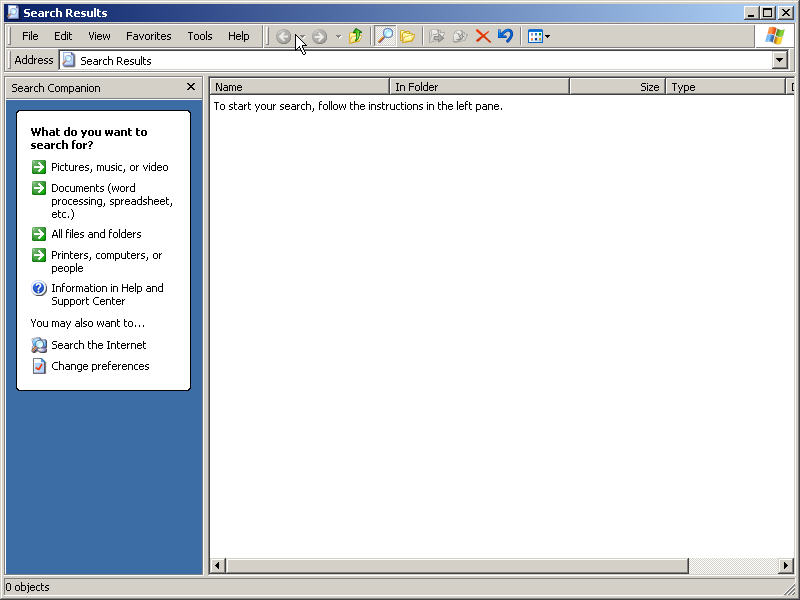 Search Results
File Edit View Favorites Tools Help
Address Search Results
Search Companion
Name In Folder Size Type
To start your search, follow the instructions in the left pane.
What do you want to
search for?
Pictures, music, or video
Documents (word
processing, spreadsheet,
etc.)
All files and folders
Printers, computers, or
people
Information in Help and
Support Center
You may also want to...
Search the Internet
Change preferences
0 objects